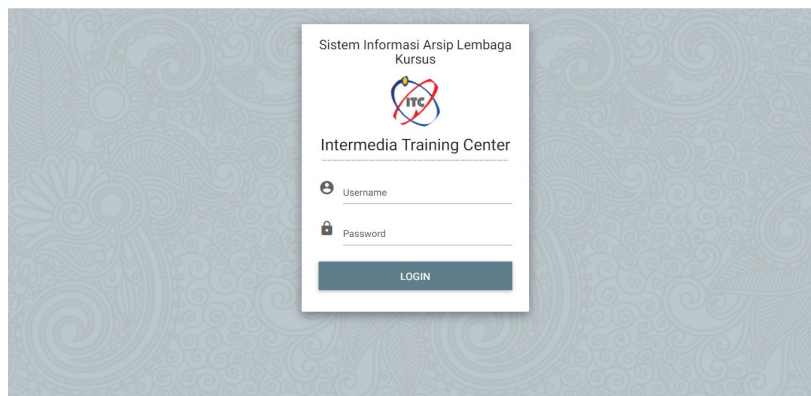 Sistem Informasi Arsip Lembaga
Kursus
ITC
Intermedia Training Center
Username
Password
LOGIN